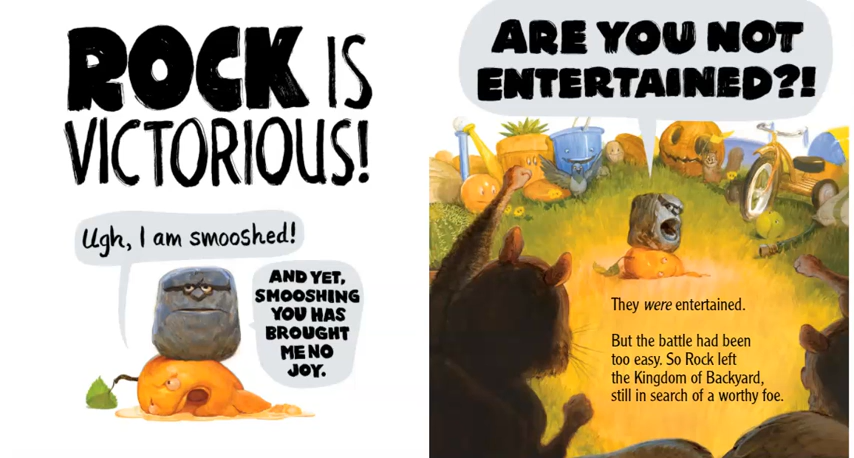 ROCK IS
VICTORIOUS!
Ugh, I am smooshed!
AND YET,
SMOOSHING
YOU HAS
BROUGHT
ME NO
JOY.
ARE YOU NOT
ENTERTAINED?!
They were entertained.
But the battle had been
too easy. So Rock left
the Kingdom of Backyard,
still in search of a worthy foe.